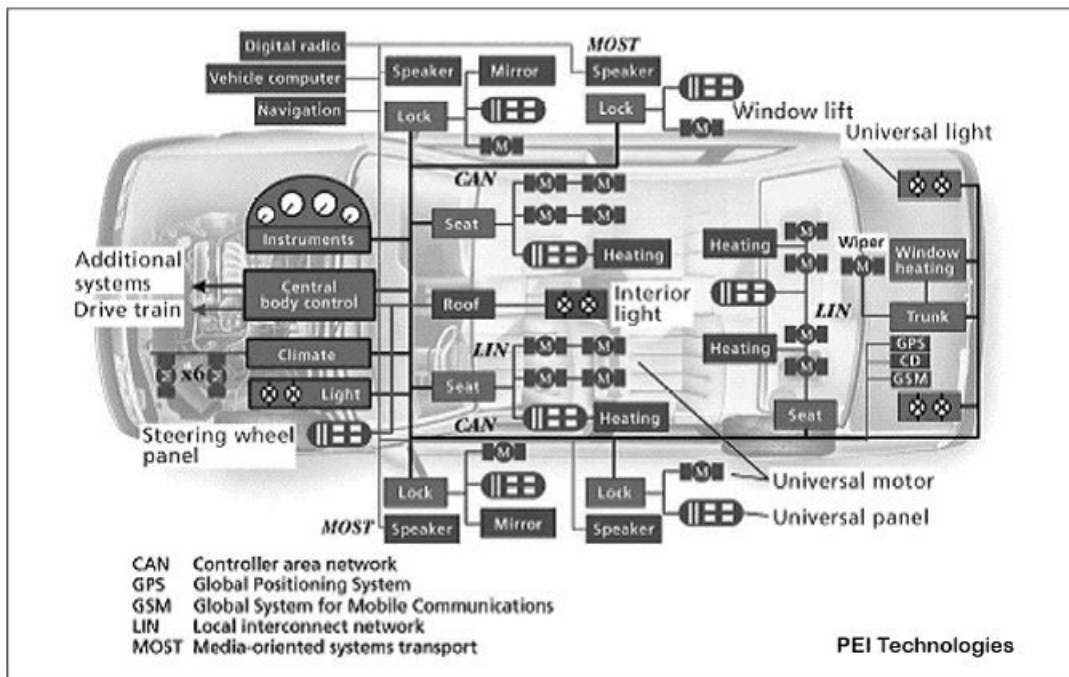 Digital radio
MOST
Speaker
Mirror
Speaker
Vehicle computer
Navigation
Lock
Lock
M
M
Window lift
Universal light
CAN
M
M
Seat
M
M
Instruments
Heating
Heating
M
M
Wiper
M
Window
heating
Additional
systems
Drive train
Central
body control
Roof
Interior
light
LIN
Trunk
GPS
CD
GSM
LIN
M
M
Heating
M
M
Climate
x6
M
M
Light
Seat
M
M
CAN
Heating
Seat
Steering wheel
panel
M
Lock
Lock
M
Universal motor
MOST
Speaker
Mirror
Speaker
Universal panel
CAN Controller area network
GPS Global Positioning System
GSM Global System for Mobile Communications
LIN Local interconnect network
MOST Media-oriented systems transport
PEI Technologies